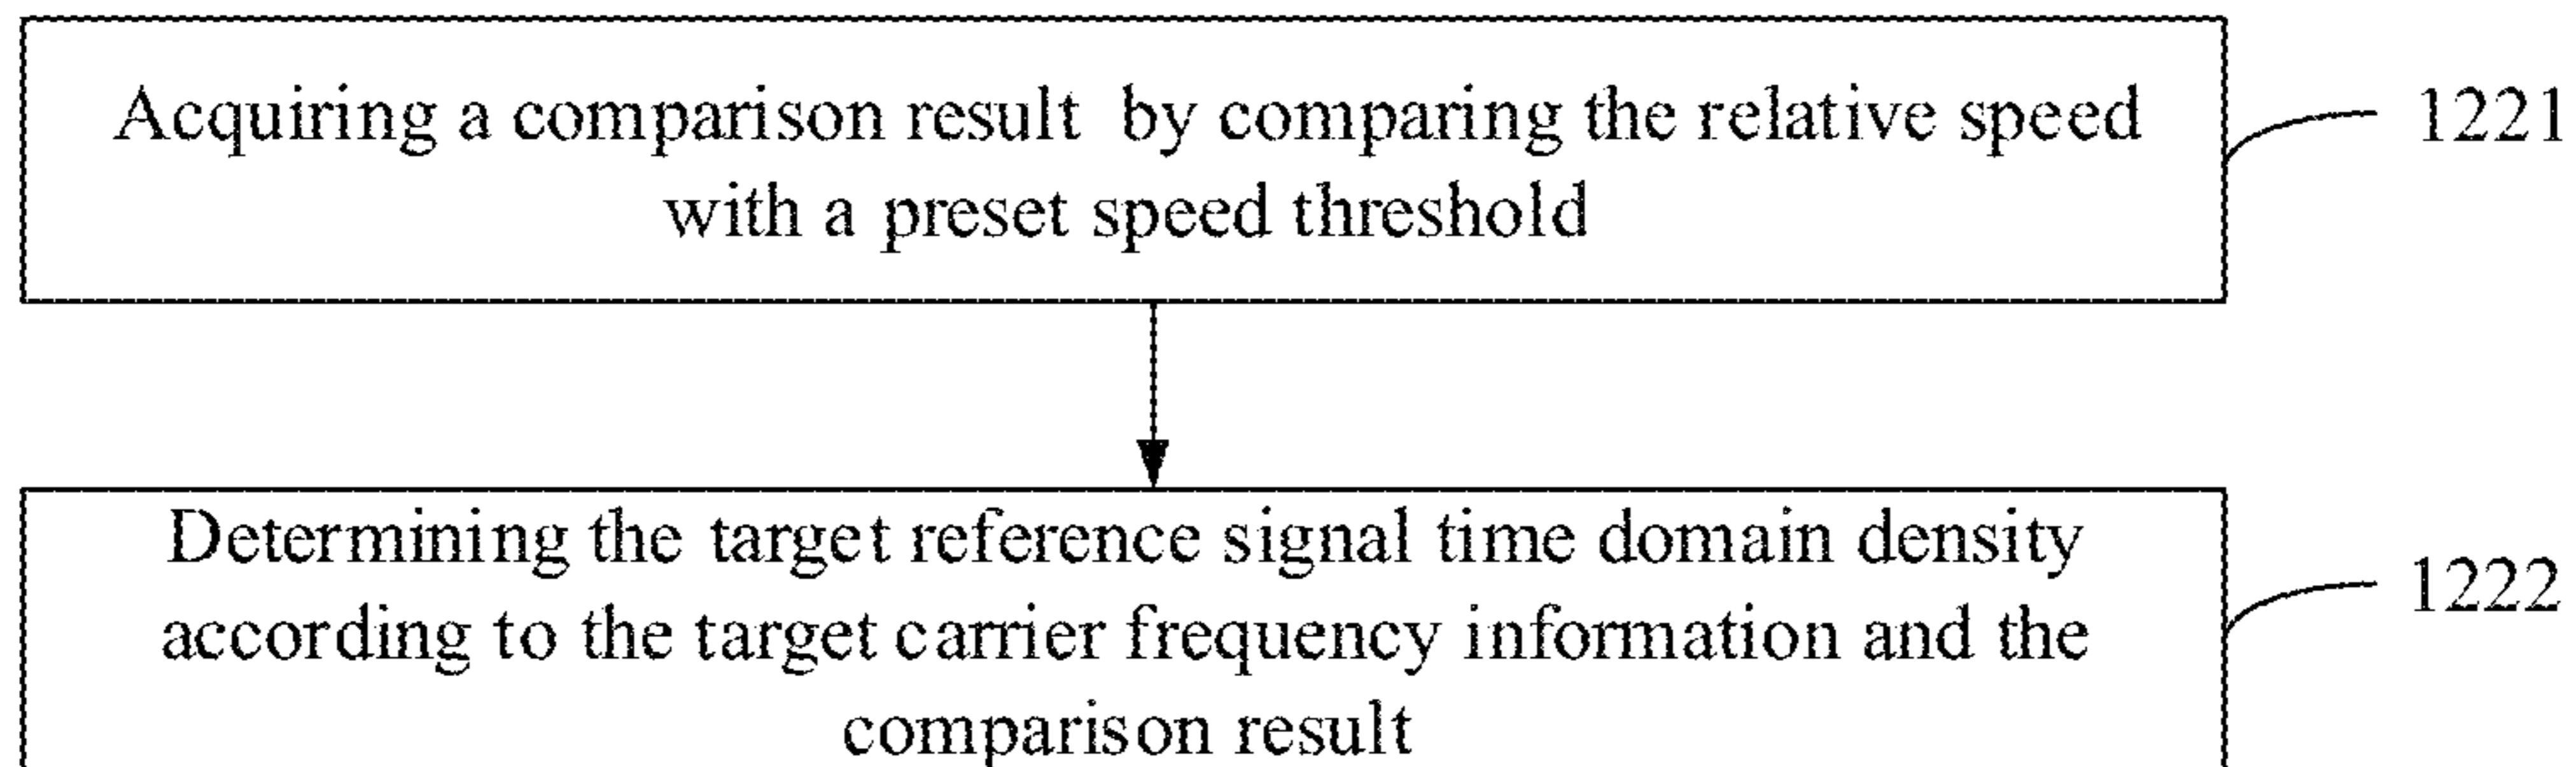 Acquiring a comparison result by comparing the relative speed
with a preset speed threshold
1221
Determining the target reference signal time domain density
according to the target carrier frequency information and the
comparison result
1222